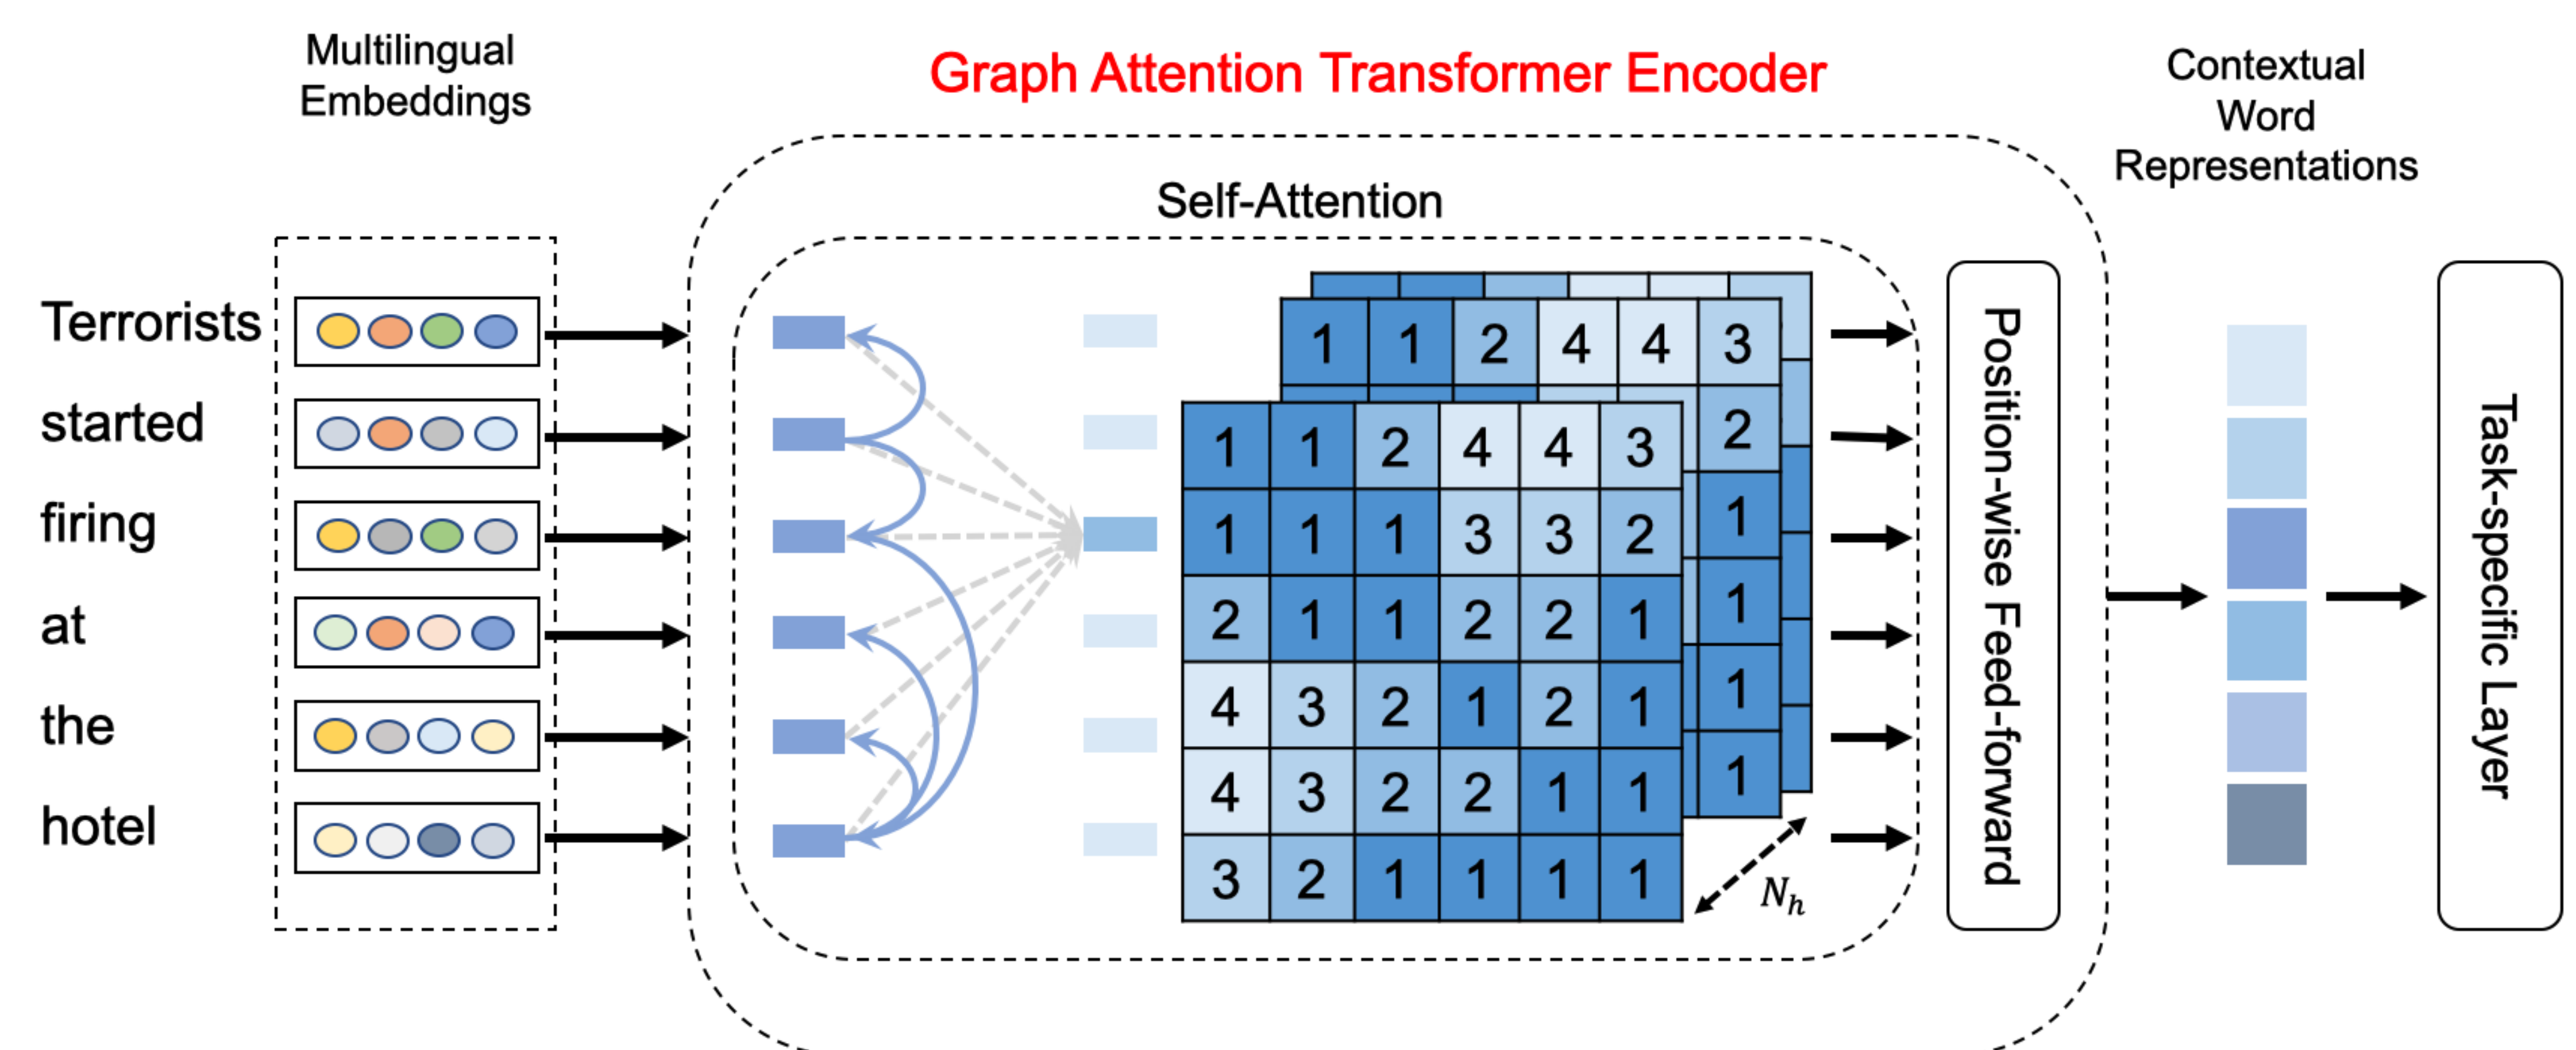 Multilingual
Embeddings
Graph Attention Transformer Encoder
Contextual
Word
Representations
Self-Attention
Terrorists
started
firing
at
the
hotel
1 1 2 4 4 3
2
1
1
1
1
1 1 2 4 4 3
1 1 1 3 3 2
2 1 1 2 2 1
4 3 2 1 2 1
4 3 2 2 1 1
3 2 1 1 1 1
N_h
Position-wise Feed-forward
Task-specific Layer